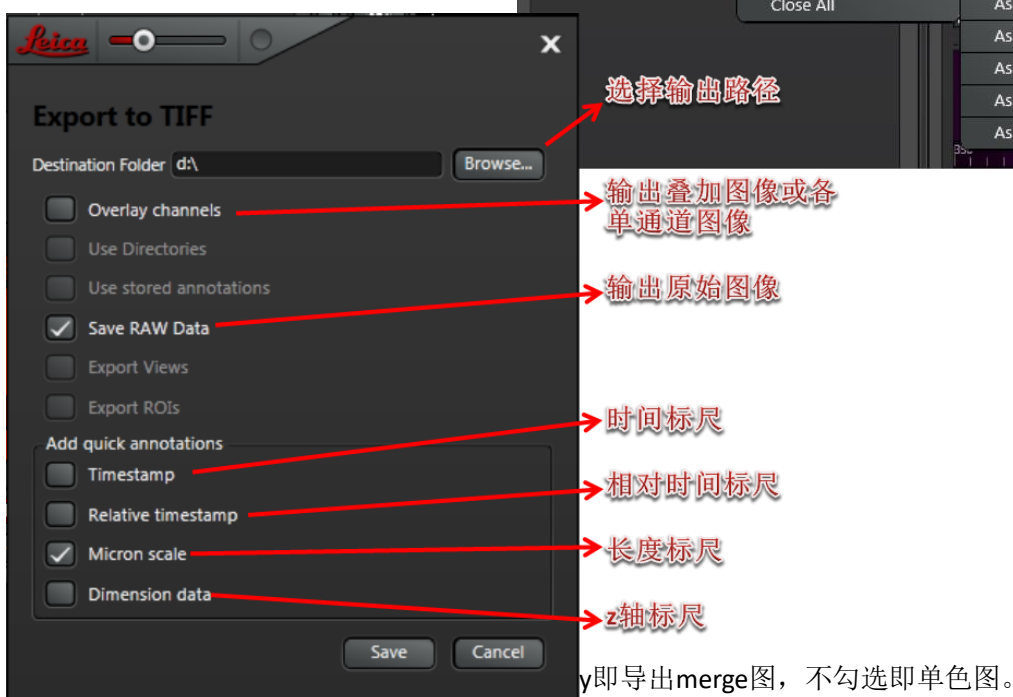 Close All
As
As
As
As
As
Leica
Export to TIFF
Destination Folder d:\ Browse...
选择输出路径
Overlay channels
输出叠加图像或各
单通道图像
Use Directories
Use stored annotations
输出原始图像
Save RAW Data
Export Views
Export ROIs
Add quick annotations
时间标尺
Timestamp
相对时间标尺
Relative timestamp
Micron scale
长度标尺
Dimension data
z轴标尺
Save Cancel
y即导出merge图，不勾选即单色图。